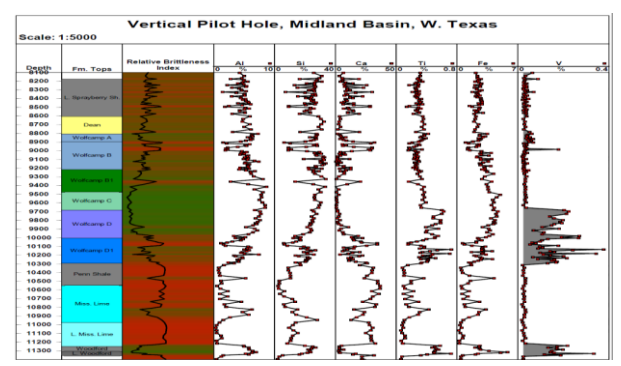 Vertical Pilot Hole, Midland Basin, W. Texas
Scale: 1:5000
Depth Fm. Tops Relative Brittleness Index Al Si Ca Ti Fe V
0 % 10 0 % 40 0 % 50 0 % 0.8 0 % 7 0 % 0.4
8100
8200
8300
8400 L. Sprayberry Sh
8500
8600
8700 Dean
8800 Wolfcamp A
8900
9000 Wolfcamp B
9100
9200
9300 Wolfcamp B1
9400
9500
9600 Wolfcamp C
9700
9800 Wolfcamp D
9900
10000
10100 Wolfcamp D1
10200
10300
10400 Penn Shale
10500
10600
10700 Miss. Lime
10800
10900
11000
11100 L. Miss. Lime
11200
11300 Woodford
L. Woodford